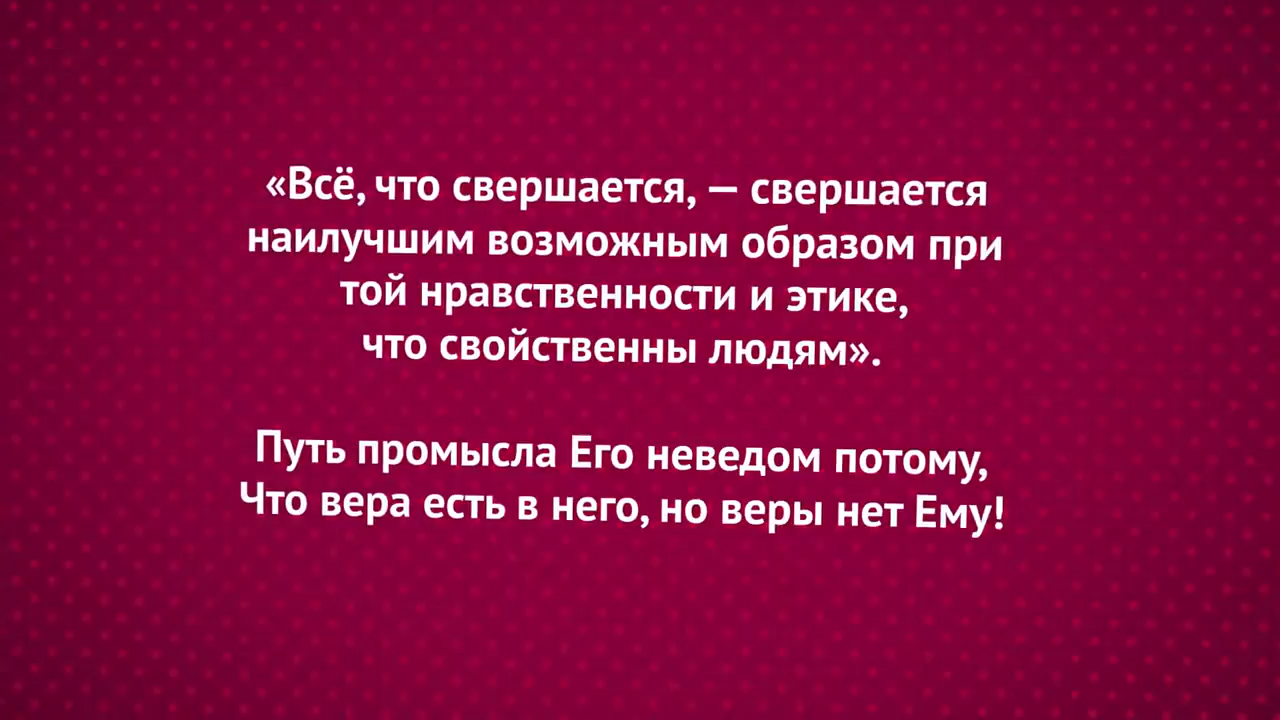 «Всё, что свершается, — свершается
наилучшим возможным образом при
той нравственности и этике,
что свойственны людям».
Путь промысла Его неведом потому,
Что вера есть в него, но веры нет Ему!